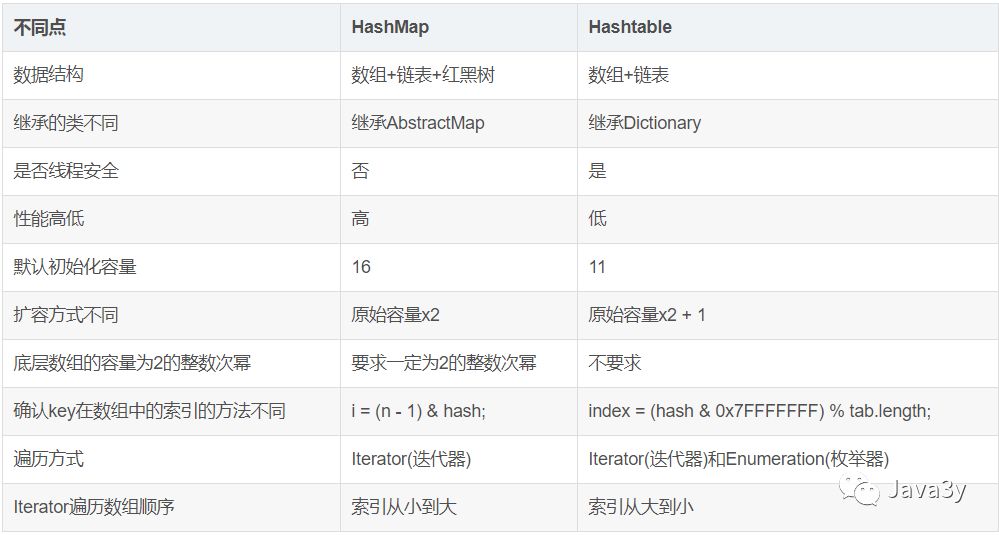 不同点 HashMap Hashtable
数据结构 数组+链表+红黑树 数组+链表
继承的类不同 继承AbstractMap 继承Dictionary
是否线程安全 否 是
性能高低 高 低
默认初始化容量 16 11
扩容方式不同 原始容量x2 原始容量x2 + 1
底层数组的容量为2的整数次幂 要求一定为2的整数次幂 不要求
确认key在数组中的索引的方法不同 i = (n - 1) & hash; index = (hash & 0x7FFFFFFF) % tab.length;
遍历方式 Iterator(迭代器) Iterator(迭代器)和Enumeration(枚举器)
Iterator遍历数组顺序 索引从小到大 索引从大到小
Java3y